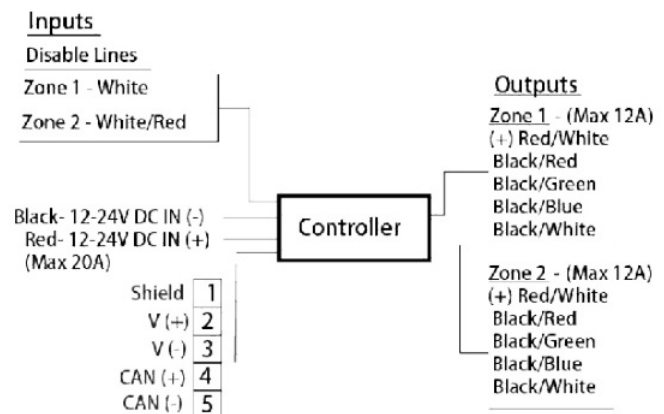 Inputs
Disable Lines
Zone 1 - White
Zone 2 - White/Red
Black- 12-24V DC IN (-)
Red- 12-24V DC IN (+)
(Max 20A)
Shield 1
V (+) 2
V (-) 3
CAN (+) 4
CAN (-) 5
Controller
Outputs
Zone 1 - (Max 12A)
(+) Red/White
Black/Red
Black/Green
Black/Blue
Black/White
Zone 2 - (Max 12A)
(+) Red/White
Black/Red
Black/Green
Black/Blue
Black/White